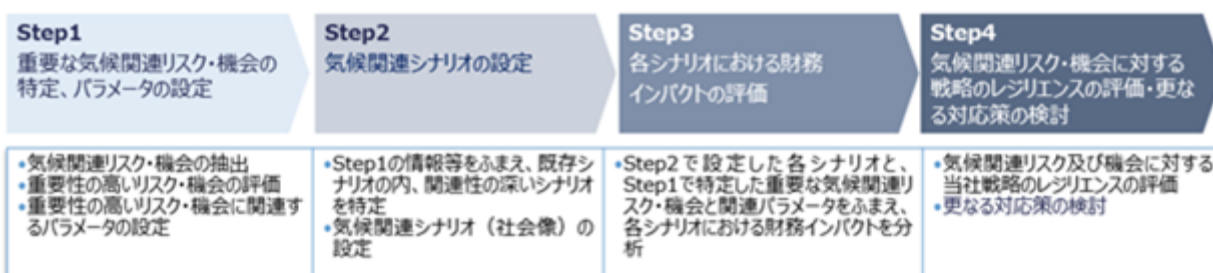 Step1
重要な気候関連リスク・機会の
特定、パラメータの設定
Step2
気候関連シナリオの設定
Step3
各シナリオにおける財務
インパクトの評価
Step4
気候関連リスク・機会に対する
戦略のレジリエンスの評価・更な
る対応策の検討
•気候関連リスク・機会の抽出
•重要性の高いリスク・機会の評価
•重要性の高いリスク・機会に関連す
るパラメータの設定
•Step1の情報等をふまえ、既存シ
ナリオの内、関連性の深いシナリオ
を特定
•気候関連シナリオ（社会像）の
設定
•Step2で設定した各シナリオと、
Step1で特定した重要な気候関連リ
スク・機会と関連パラメータをふまえ、
各シナリオにおける財務インパクトを分
析
•気候関連リスク及び機会に対する
当社戦略のレジリエンスの評価
•更なる対応策の検討